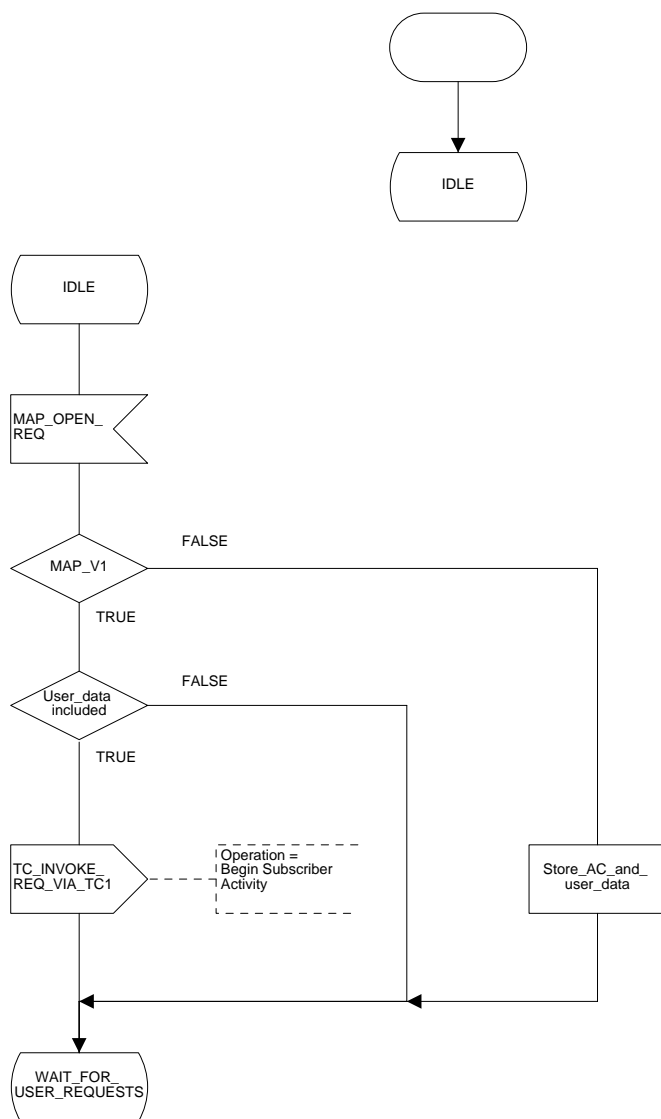 IDLE
IDLE
MAP_OPEN_
REQ
FALSE
MAP_V1
TRUE
User_data
included
FALSE
TRUE
TC_INVOKE_
REQ_VIA_TC1
Operation =
Begin Subscriber
Activity
Store_AC_and_
user_data
WAIT_FOR_
USER_REQUESTS